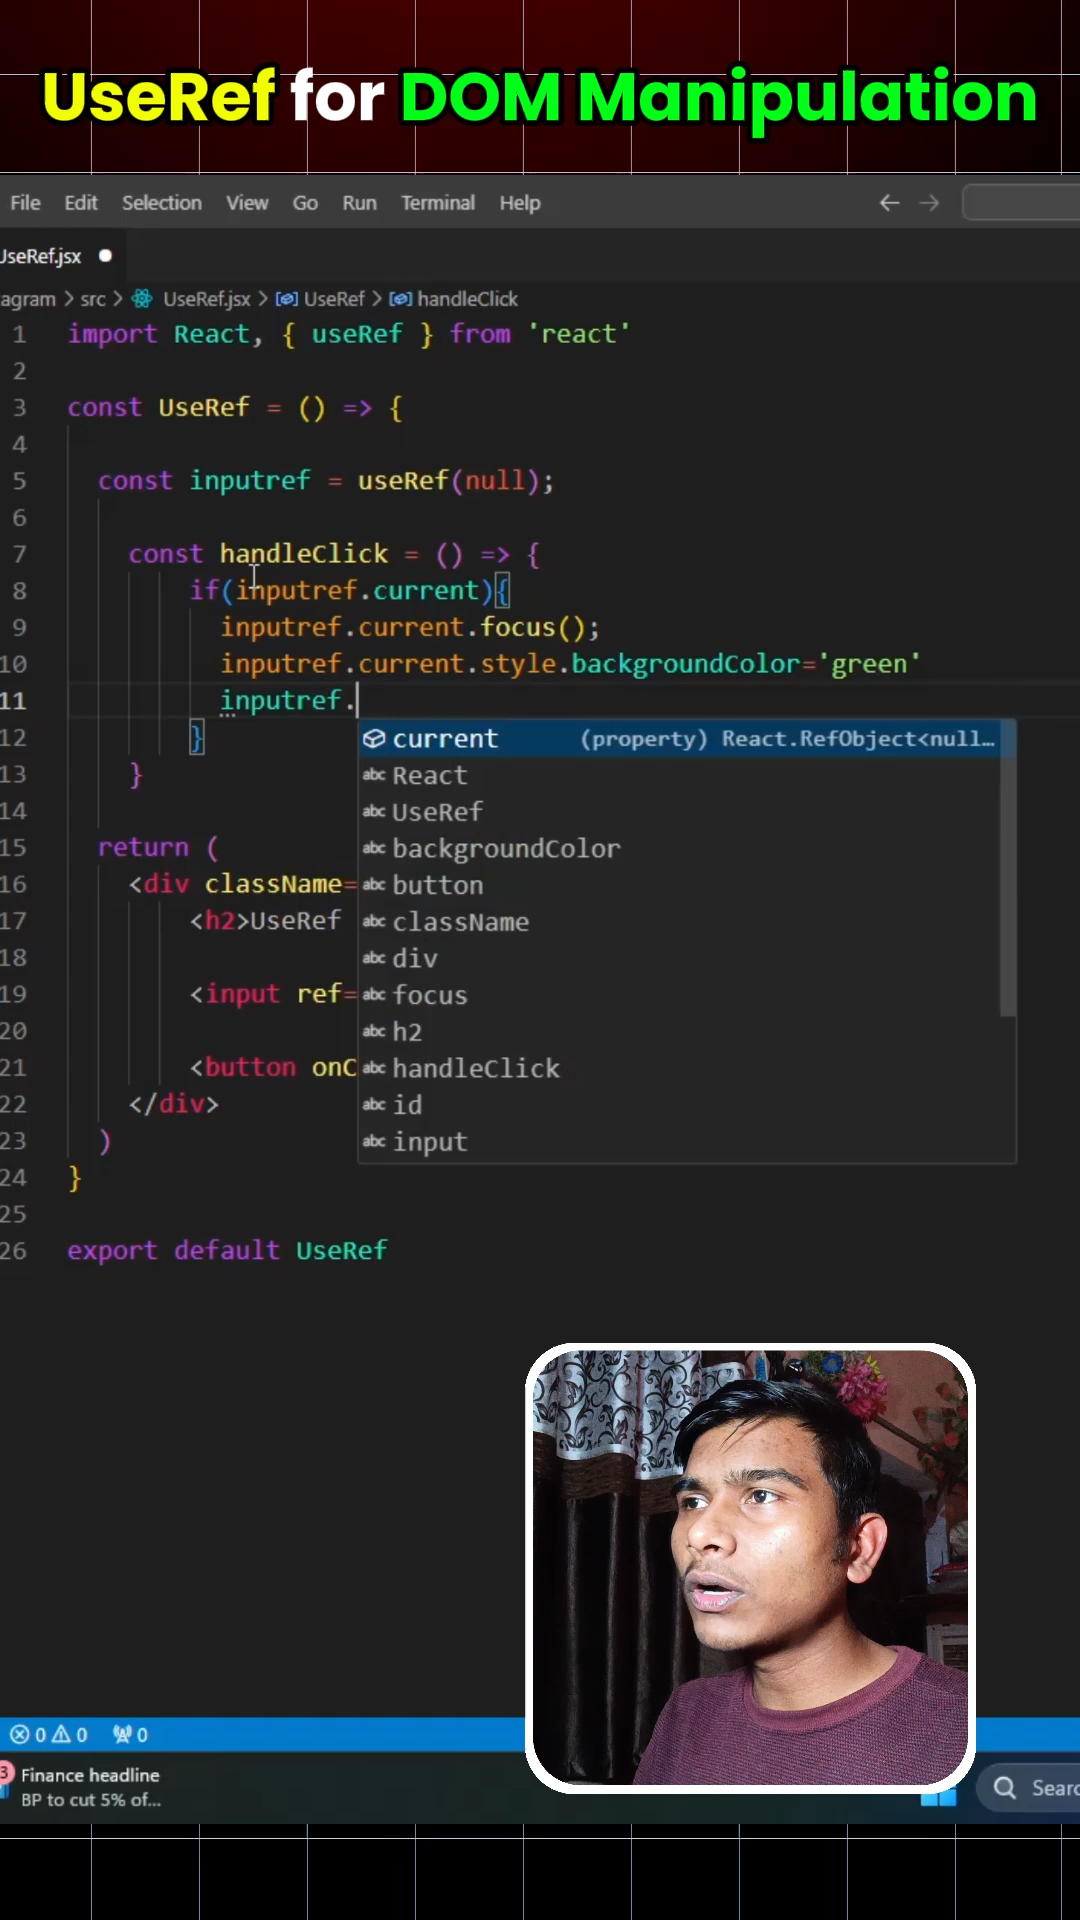 UseRef for DOM Manipulation
File Edit Selection View Go Run Terminal Help
UseRef.jsx
agram > src > UseRef.jsx > UseRef > handleClick
1 import React, { useRef } from 'react'
2
3 const UseRef = () => {
4
5 const inputref = useRef(null);
6
7 const handleClick = () => {
8 if(inputref.current){
9 inputref.current.focus();
10 inputref.current.style.backgroundColor='green'
11 inputref.
12 }
current (property) React.RefObject<null…
13 }
React
14
UseRef
15 return (
backgroundColor
16 <div className=
button
17 <h2>UseRef
className
18
div
19 <input ref=
focus
20
h2
21 <button onC
handleClick
22 </div>
id
23 )
input
24 }
25
26 export default UseRef
0 0 0
3
Finance headline
BP to cut 5% of...
Searc